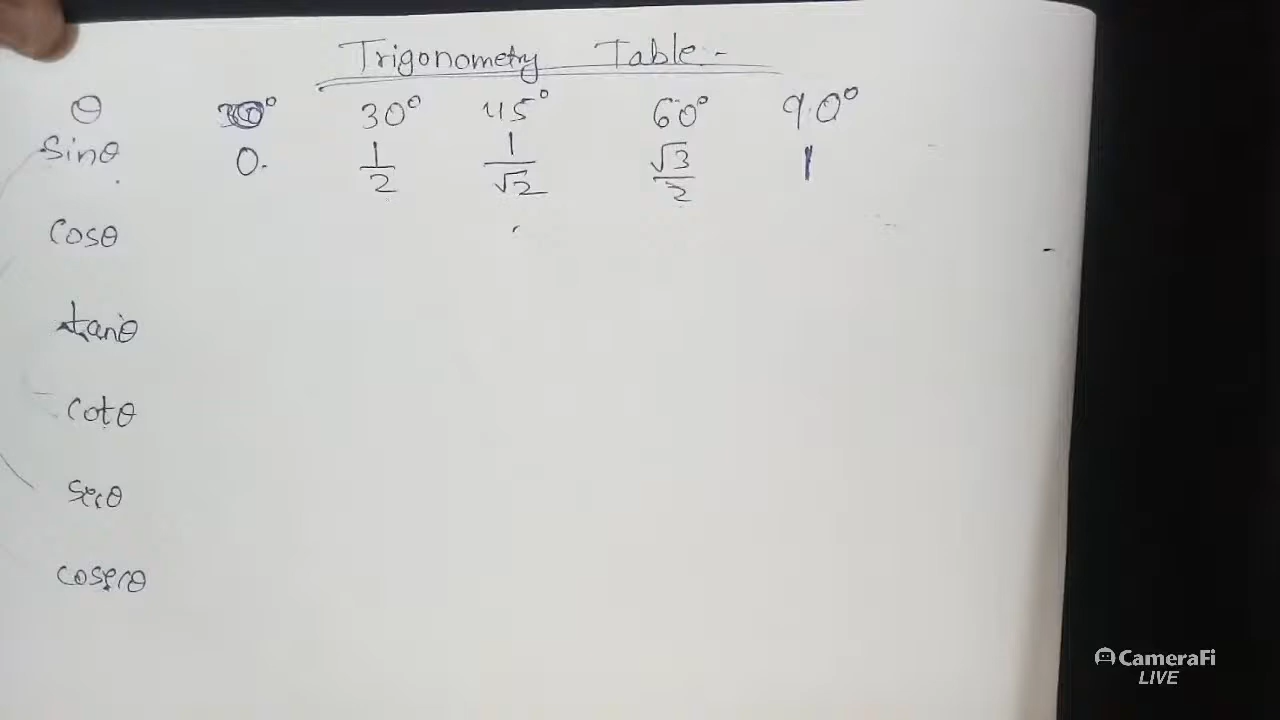 Trigonometry Table -
θ 0° 30° 45° 60° 90°
sinθ 0 1/2 1/√2 √3/2 1
cosθ
tanθ
cotθ
secθ
cosecθ
CameraFi
LIVE